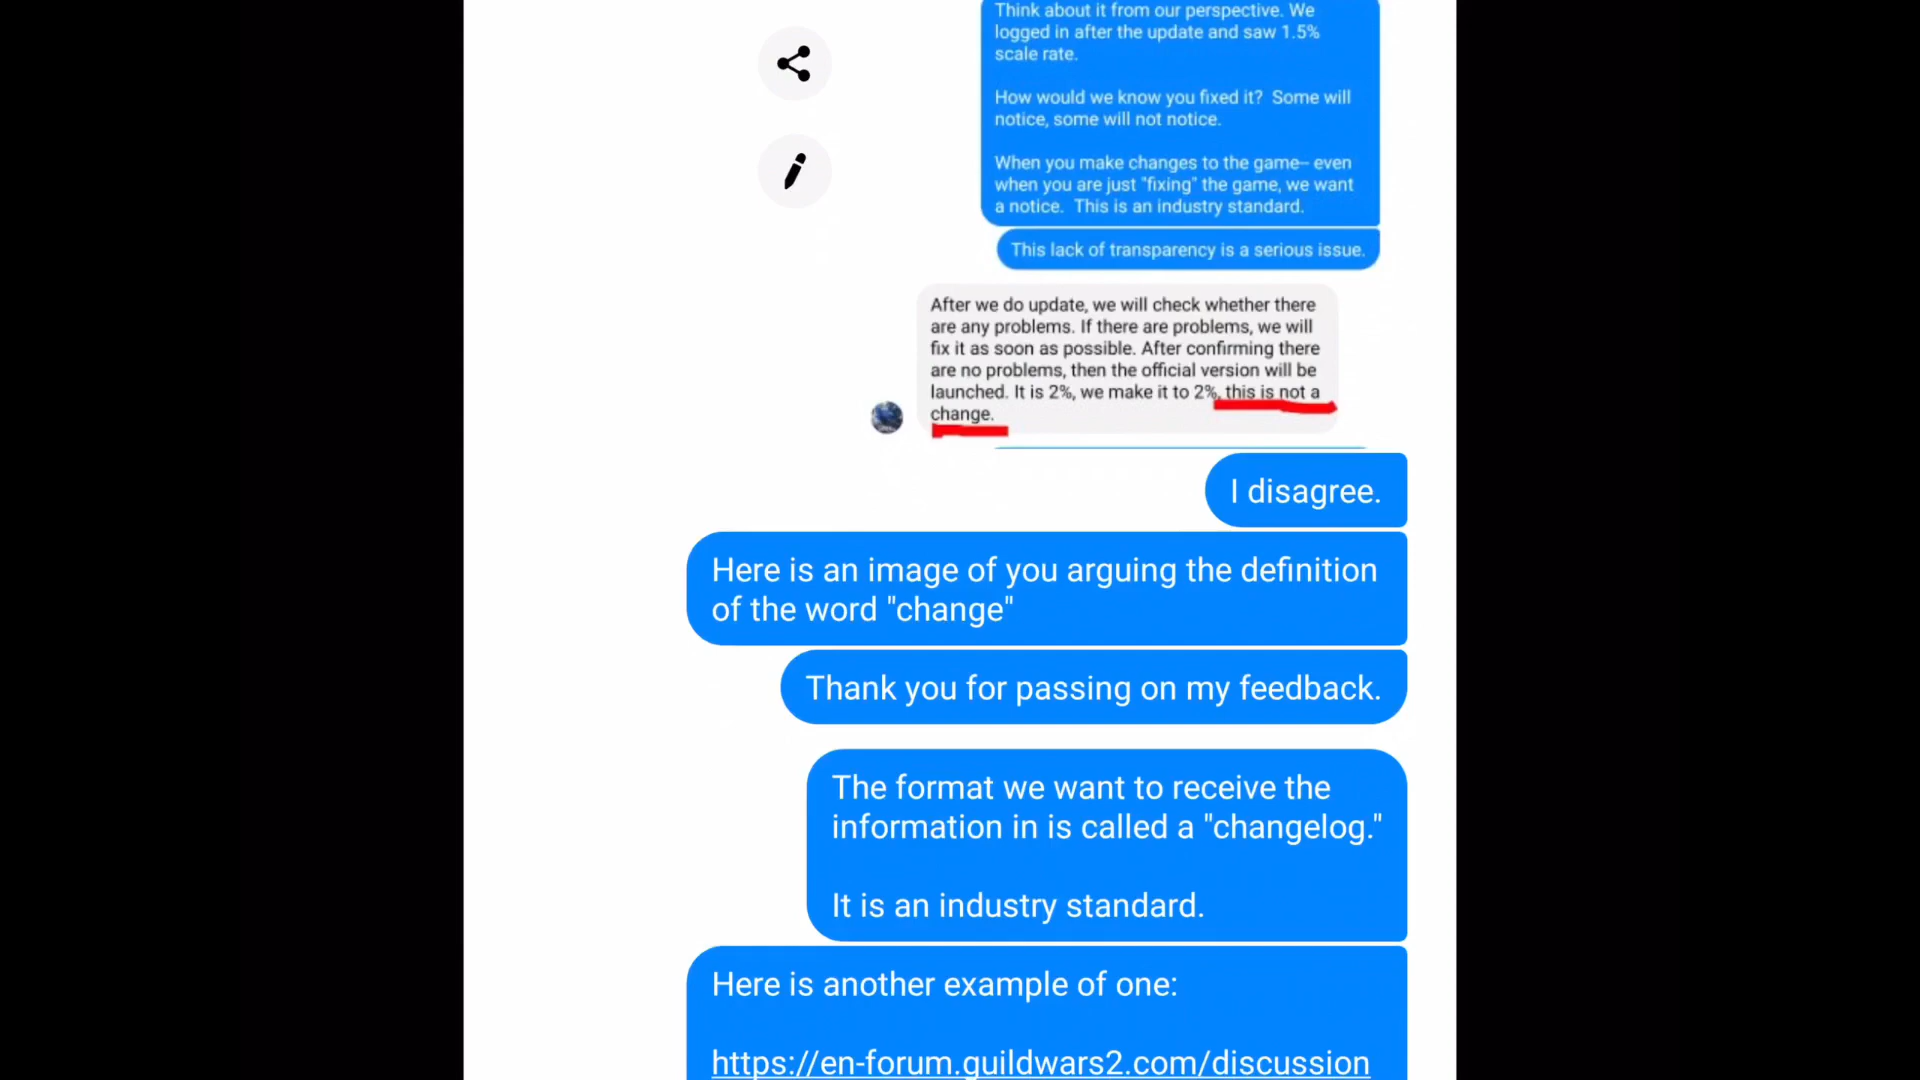 Think about it from our perspective. We
logged in after the update and saw 1.5%
scale rate.
How would we know you fixed it?  Some will
notice, some will not notice.
When you make changes to the game-- even
when you are just "fixing" the game, we want
a notice.  This is an industry standard.
This lack of transparency is a serious issue.
After we do update, we will check whether there
are any problems. If there are problems, we will
fix it as soon as possible. After confirming there
are no problems, then the official version will be
launched. It is 2%, we make it to 2%, this is not a
change.
I disagree.
Here is an image of you arguing the definition
of the word "change"
Thank you for passing on my feedback.
The format we want to receive the
information in is called a "changelog."
It is an industry standard.
Here is another example of one:
https://en-forum.guildwars2.com/discussion